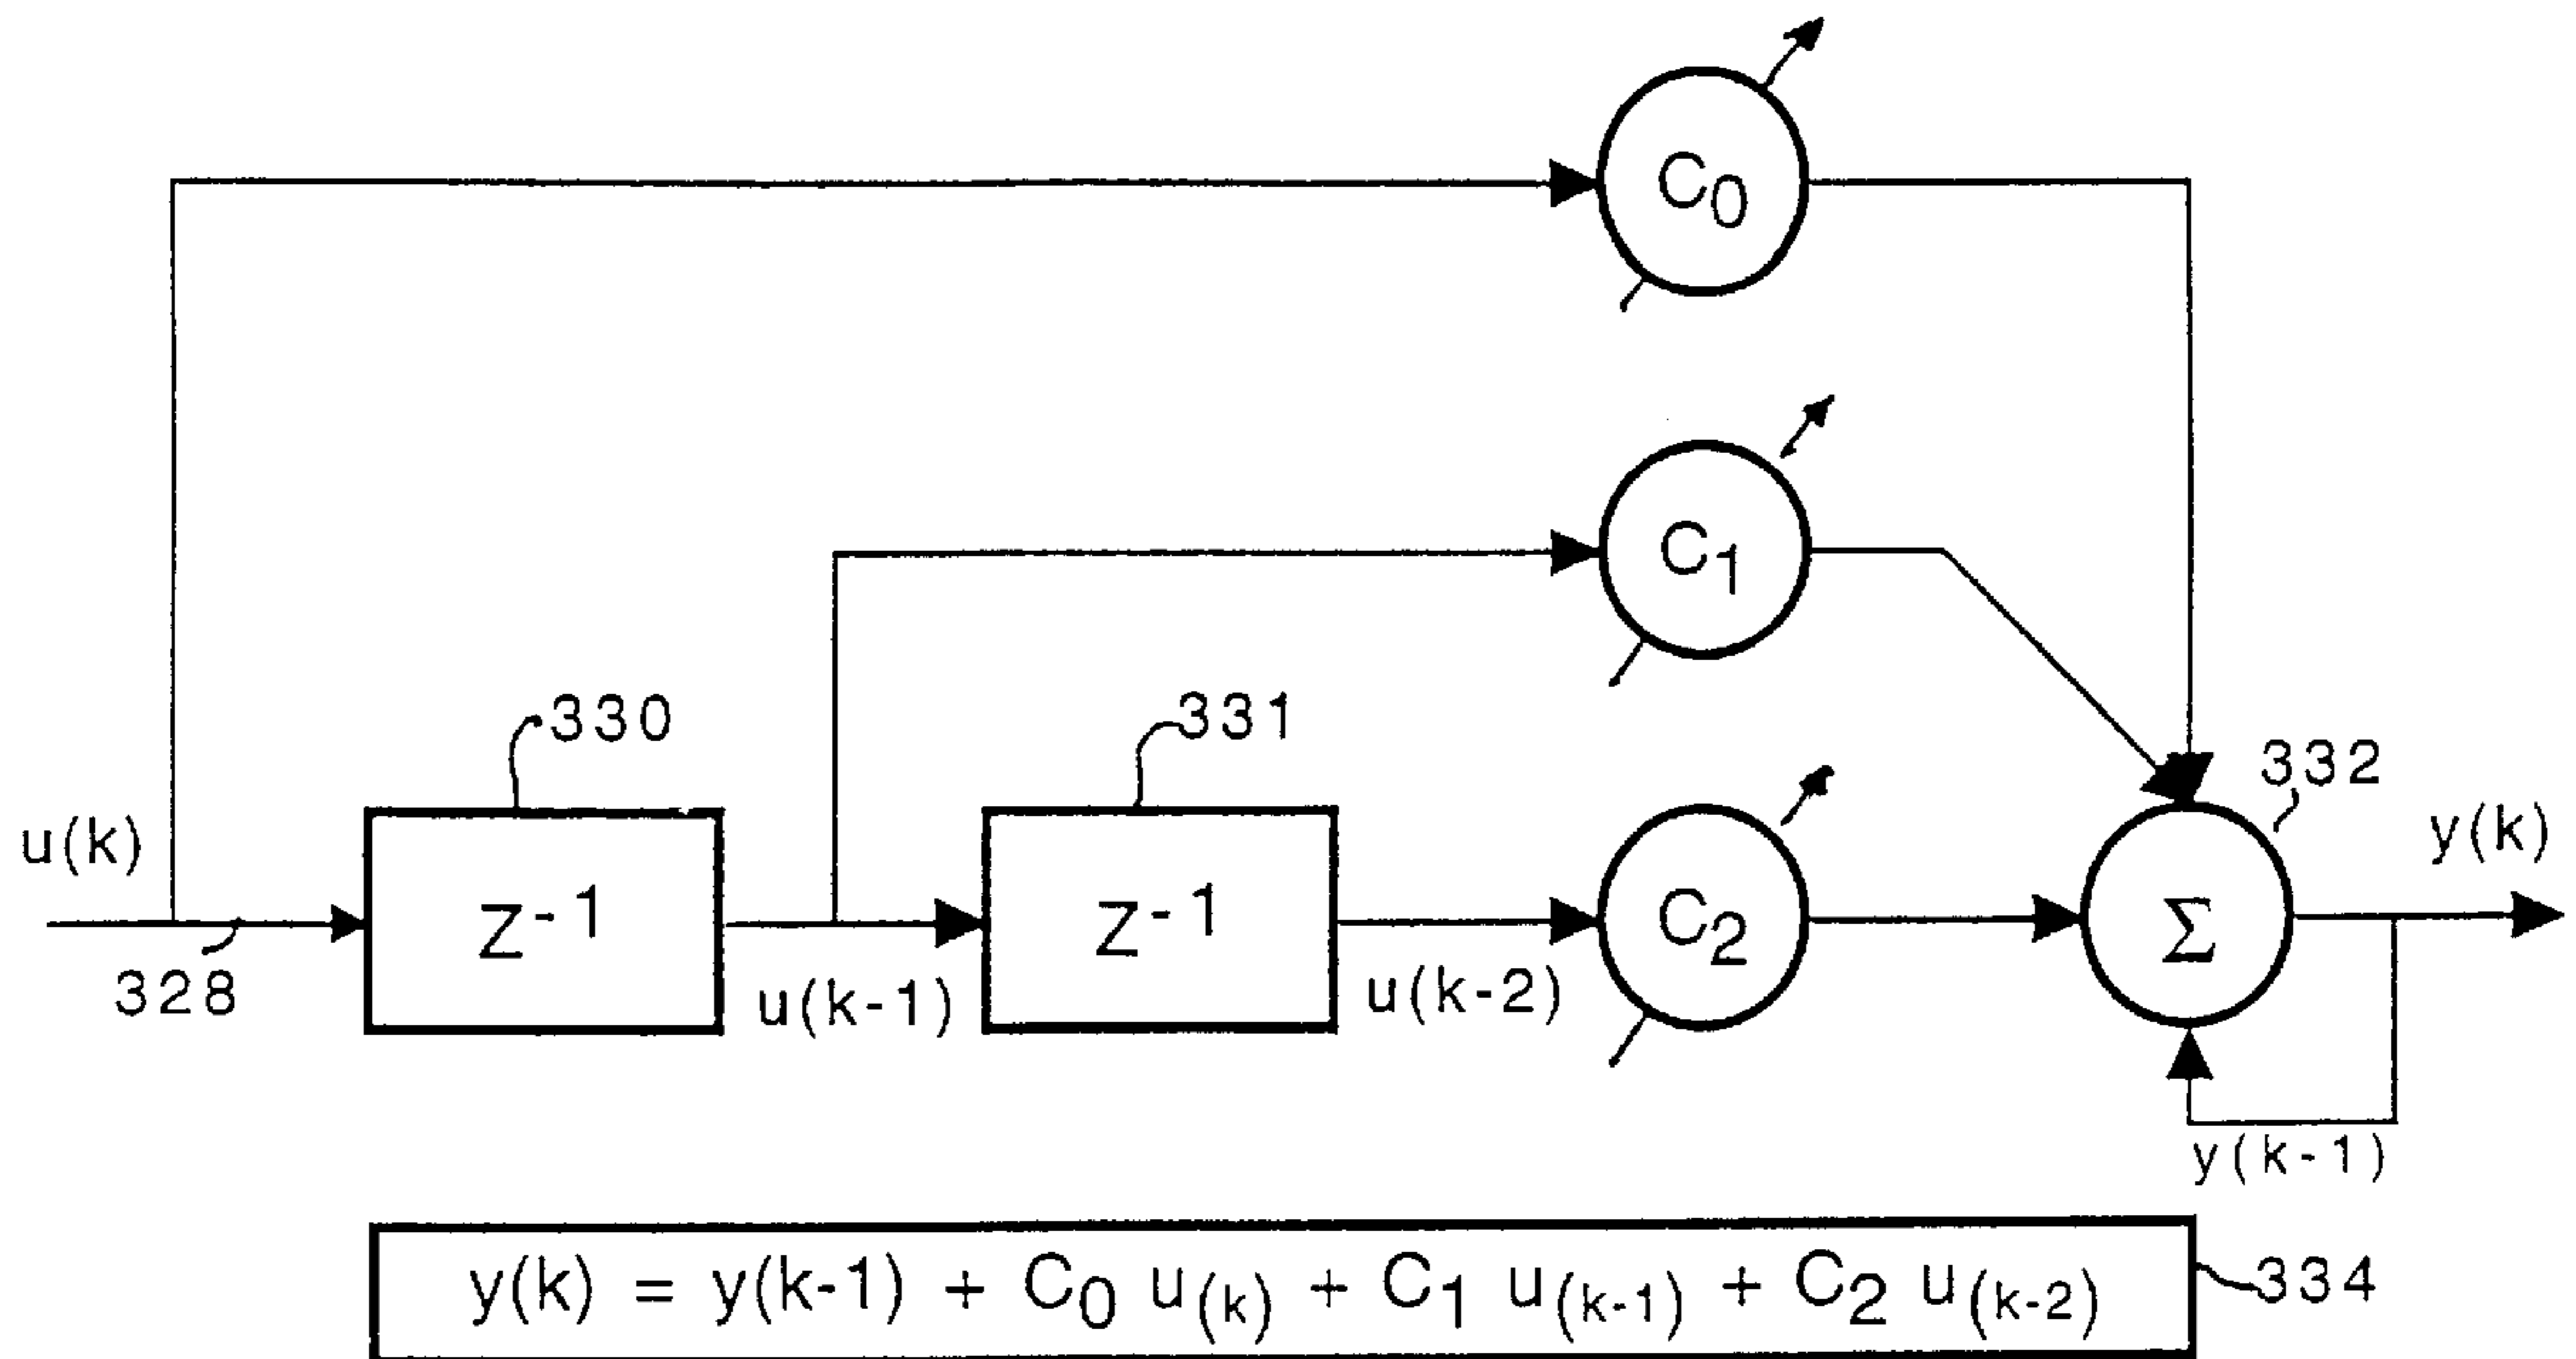 C0
C1
330
331
332
u(k)
Z-1
Z-1
C2
Σ
y(k)
328
u(k-1)
u(k-2)
y(k-1)
y(k) = y(k-1) + C0 u(k) + C1 u(k-1) + C2 u(k-2)
334